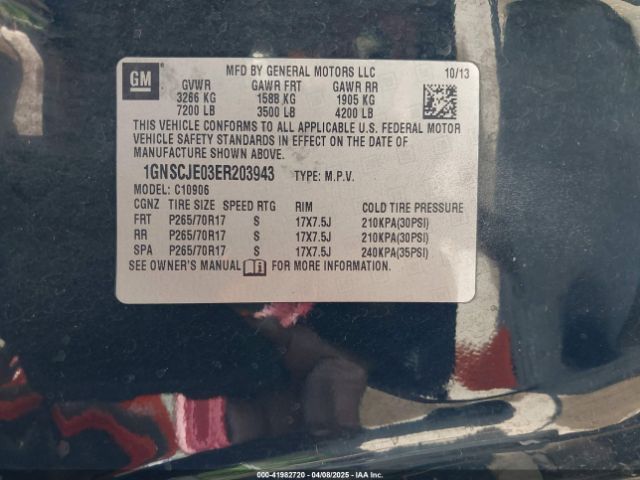 GM
MFD BY GENERAL MOTORS LLC 10/13
GVWR GAWR FRT GAWR RR
3266 KG 1588 KG 1905 KG
7200 LB 3500 LB 4200 LB
THIS VEHICLE CONFORMS TO ALL APPLICABLE U.S. FEDERAL MOTOR
VEHICLE SAFETY STANDARDS IN EFFECT ON THE DATE OF
MANUFACTURE SHOWN ABOVE.
1GNSCJE03ER203943 TYPE: M.P.V.
MODEL: C10906
CGNZ TIRE SIZE SPEED RTG RIM COLD TIRE PRESSURE
FRT P265/70R17 S 17X7.5J 210KPA(30PSI)
RR P265/70R17 S 17X7.5J 210KPA(30PSI)
SPA P265/70R17 S 17X7.5J 240KPA(35PSI)
SEE OWNER'S MANUAL FOR MORE INFORMATION.
000-41982720 - 04/08/2025 - IAA Inc.